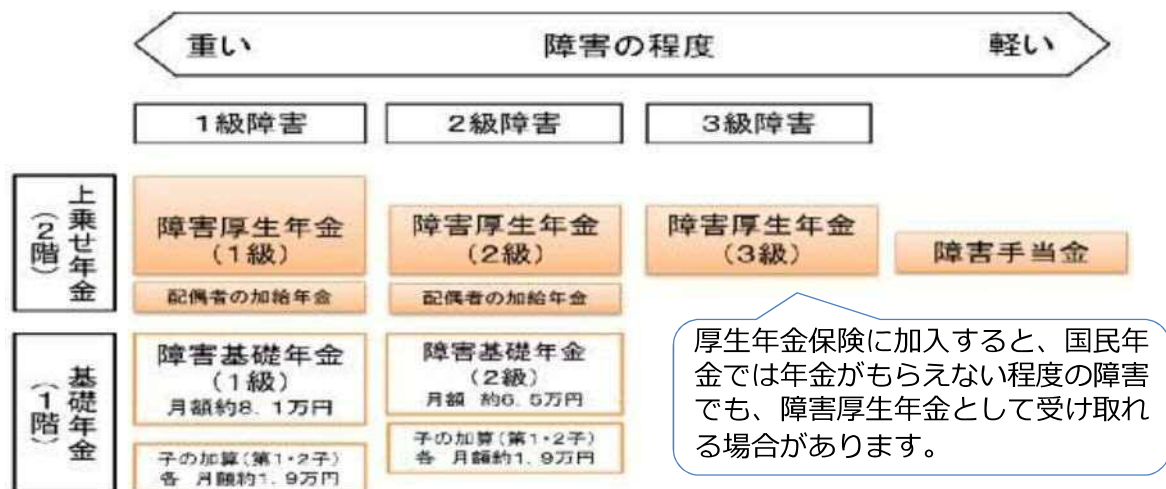 重い 障害の程度 軽い
1級障害 2級障害 3級障害
上乗せ年金
（2階）
障害厚生年金
（1級）
配偶者の加給年金
障害厚生年金
（2級）
配偶者の加給年金
障害厚生年金
（3級）
障害手当金
基礎年金
（1階）
障害基礎年金
（1級）
月額約8．1万円
子の加算（第1・2子）
各 月額約1．9万円
障害基礎年金
（2級）
月額 約6．5万円
子の加算（第1・2子）
各 月額約1．9万円
厚生年金保険に加入すると、国民年
金では年金がもらえない程度の障害
でも、障害厚生年金として受け取れ
る場合があります。